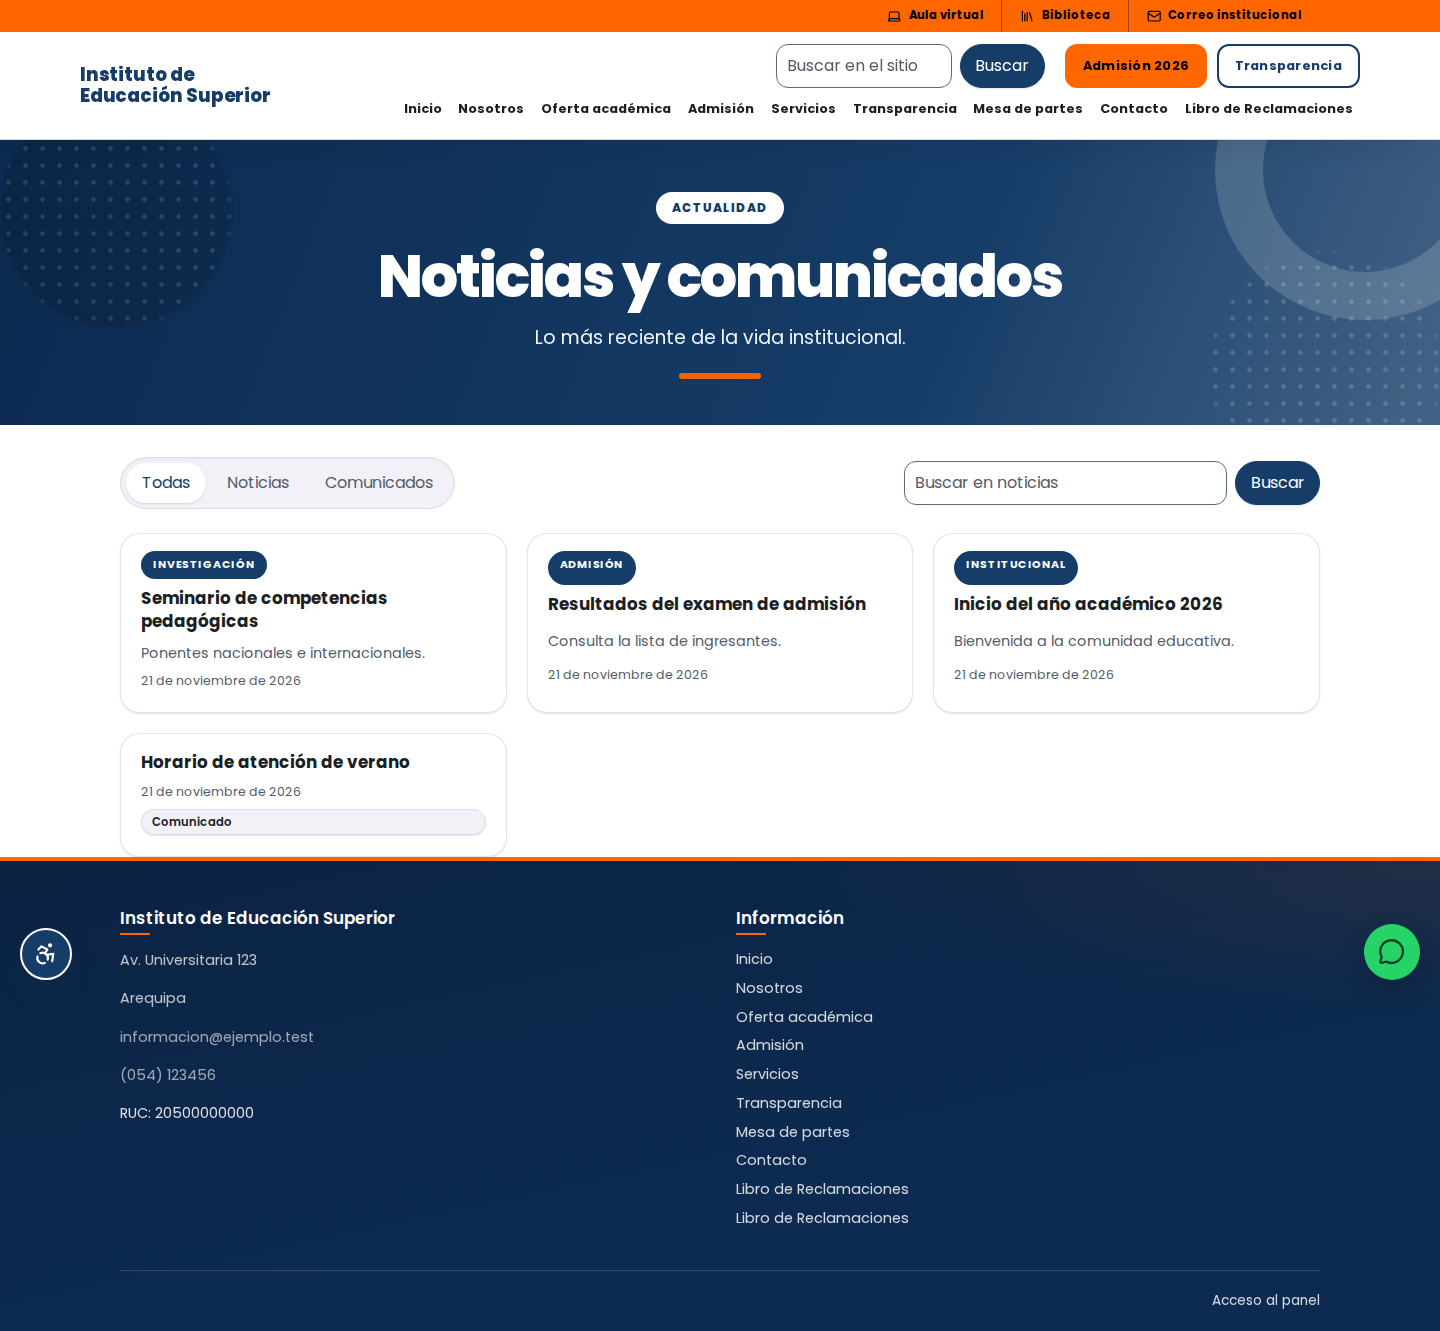 Aula virtual
Biblioteca
Correo institucional
Instituto de
Educación Superior
Buscar en el sitio
Buscar
Admisión 2026
Transparencia
Inicio
Nosotros
Oferta académica
Admisión
Servicios
Transparencia
Mesa de partes
Contacto
Libro de Reclamaciones
ACTUALIDAD
Noticias y comunicados
Lo más reciente de la vida institucional.
Todas
Noticias
Comunicados
Buscar en noticias
Buscar
INVESTIGACIÓN
Seminario de competencias
pedagógicas
Ponentes nacionales e internacionales.
21 de noviembre de 2026
ADMISIÓN
Resultados del examen de admisión
Consulta la lista de ingresantes.
21 de noviembre de 2026
INSTITUCIONAL
Inicio del año académico 2026
Bienvenida a la comunidad educativa.
21 de noviembre de 2026
Horario de atención de verano
21 de noviembre de 2026
Comunicado
Instituto de Educación Superior
Av. Universitaria 123
Arequipa
informacion@ejemplo.test
(054) 123456
RUC: 20500000000
Información
Inicio
Nosotros
Oferta académica
Admisión
Servicios
Transparencia
Mesa de partes
Contacto
Libro de Reclamaciones
Libro de Reclamaciones
Acceso al panel